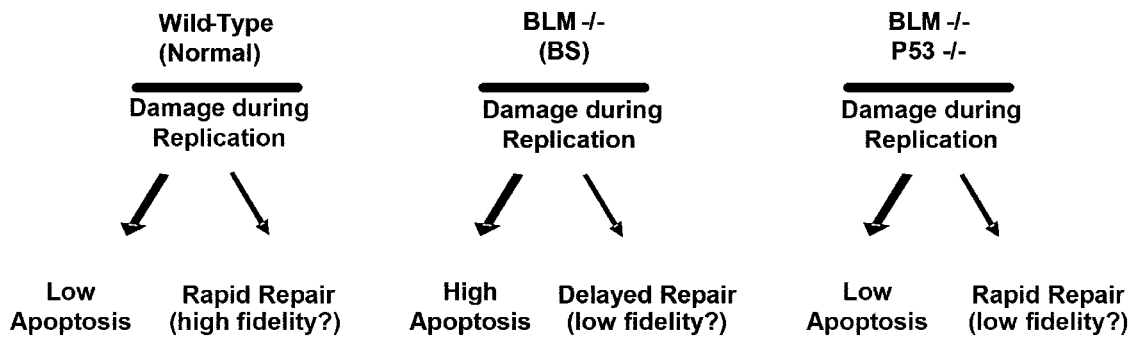 Wild-Type
(Normal)
Damage during
Replication
Low
Apoptosis
Rapid Repair
(high fidelity?)
BLM -/-
(BS)
Damage during
Replication
High
Apoptosis
Delayed Repair
(low fidelity?)
BLM -/-
P53 -/-
Damage during
Replication
Low
Apoptosis
Rapid Repair
(low fidelity?)